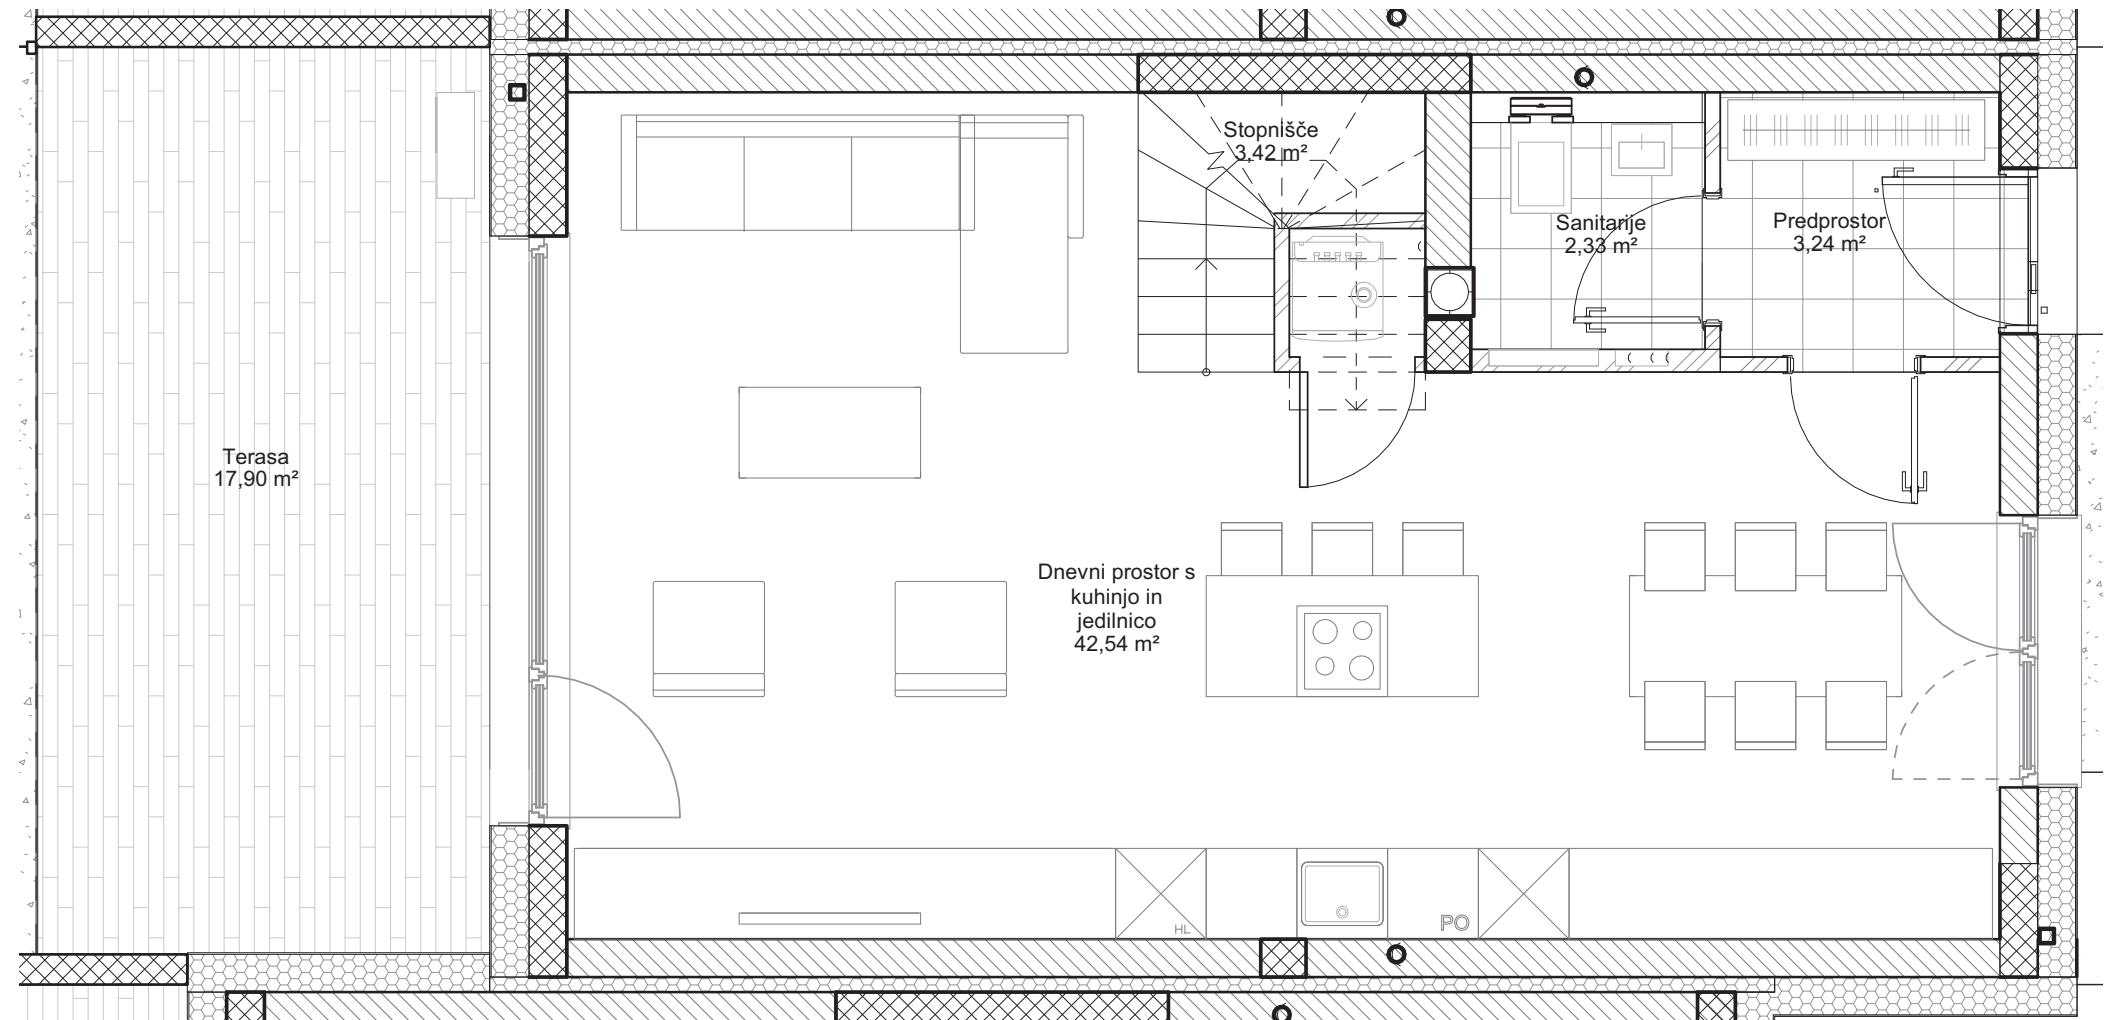 Stopnišče
3,42 m²
Sanitarije
2,33 m²
Predprostor
3,24 m²
Terasa
17,90 m²
Dnevni prostor s
kuhinjo in
jedilnico
42,54 m²
HL
PO